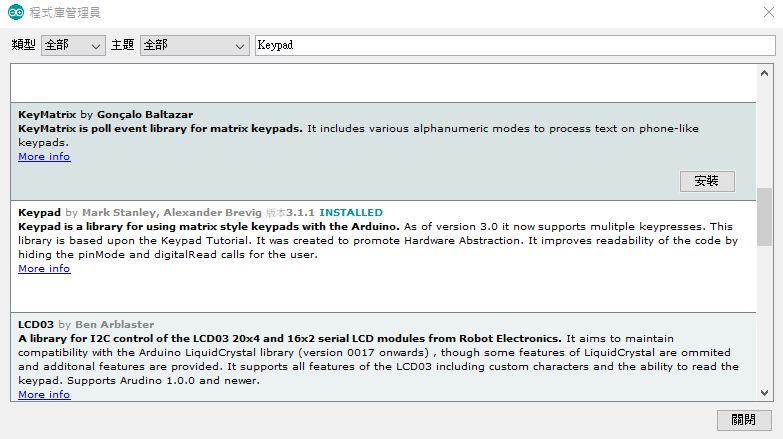 程式庫管理員
類型 全部 主題 全部 Keypad
KeyMatrix by Gonçalo Baltazar
KeyMatrix is poll event library for matrix keypads. It includes various alphanumeric modes to process text on phone-like
keypads.
More info
安裝
Keypad by Mark Stanley, Alexander Brevig 版本3.1.1 INSTALLED
Keypad is a library for using matrix style keypads with the Arduino. As of version 3.0 it now supports mulitple keypresses. This
library is based upon the Keypad Tutorial. It was created to promote Hardware Abstraction. It improves readability of the code by
hiding the pinMode and digitalRead calls for the user.
More info
LCD03 by Ben Arblaster
A library for I2C control of the LCD03 20x4 and 16x2 serial LCD modules from Robot Electronics. It aims to maintain
compatibility with the Arduino LiquidCrystal library (version 0017 onwards) , though some features of LiquidCrystal are ommited
and additonal features are provided. It supports all features of the LCD03 including custom characters and the ability to read the
keypad. Supports Arudino 1.0.0 and newer.
More info
關閉